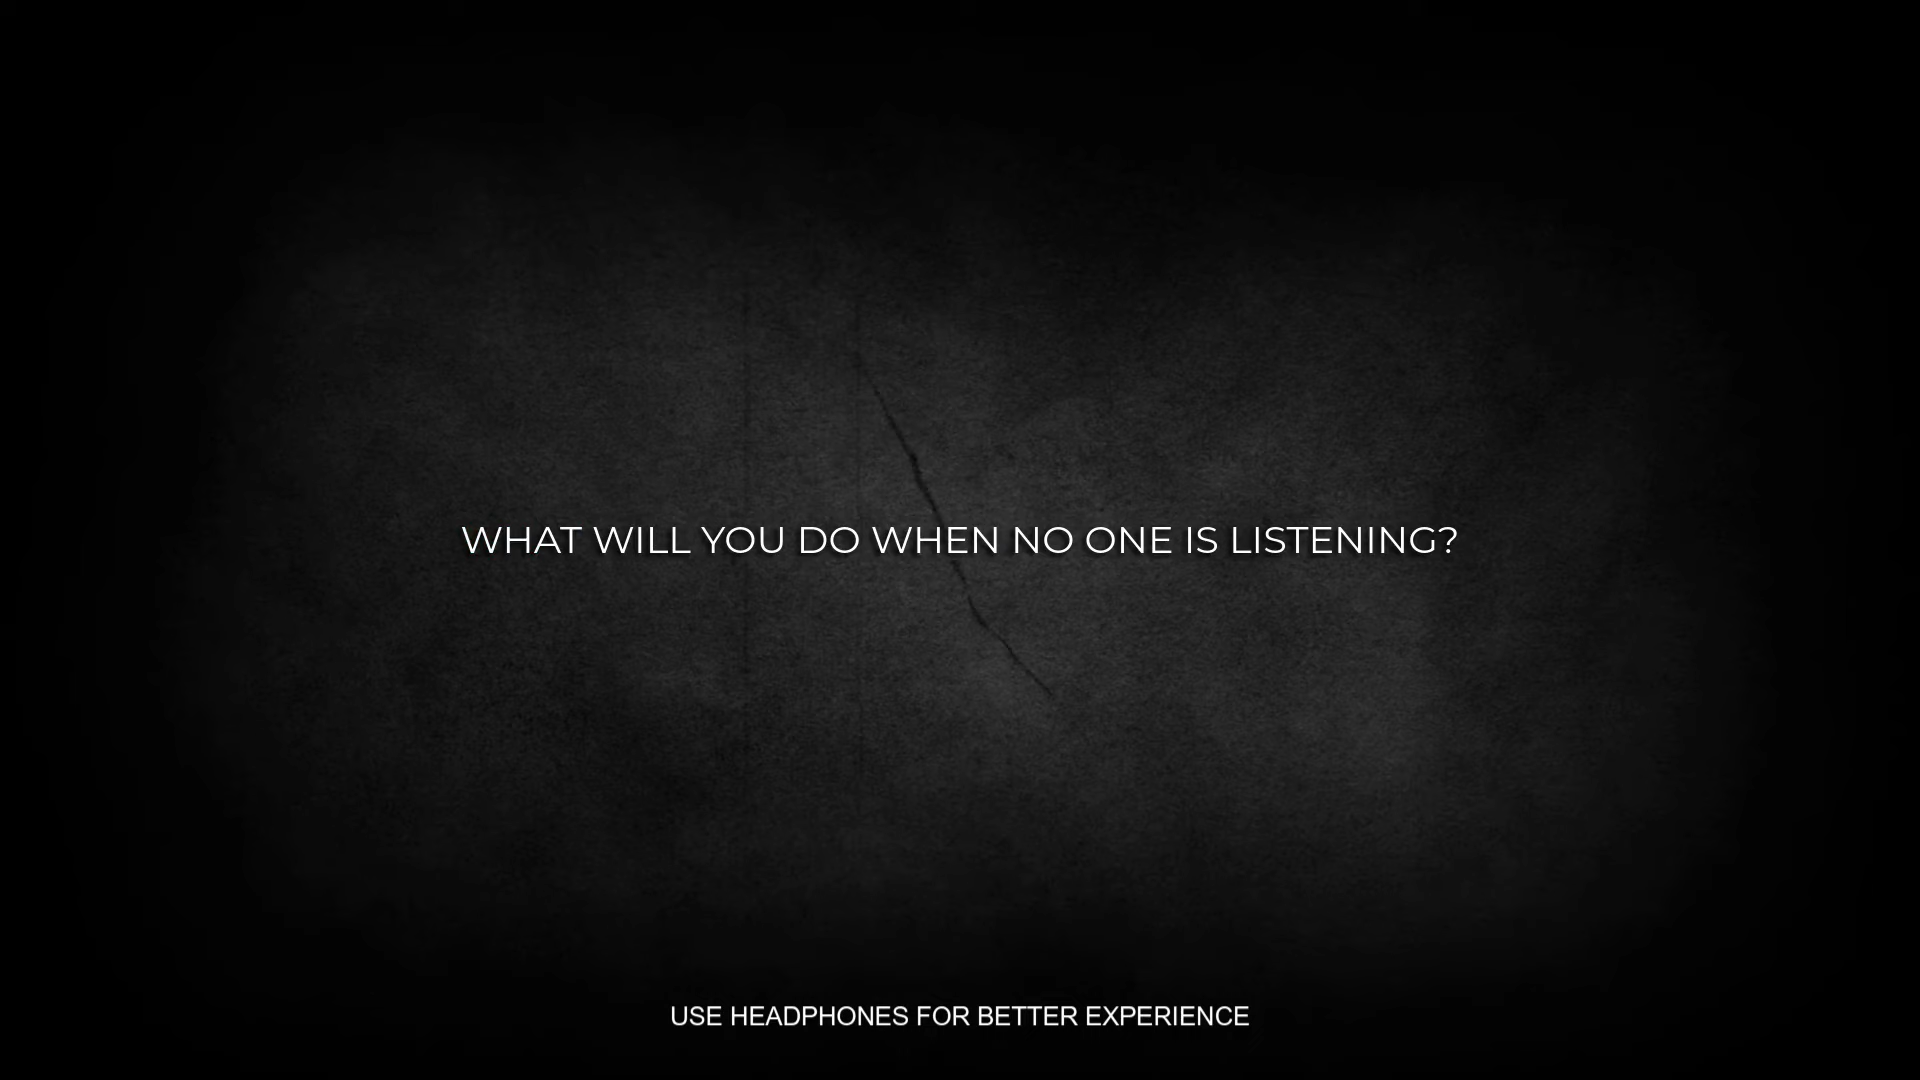 WHAT WILL YOU DO WHEN NO ONE IS LISTENING?
USE HEADPHONES FOR BETTER EXPERIENCE